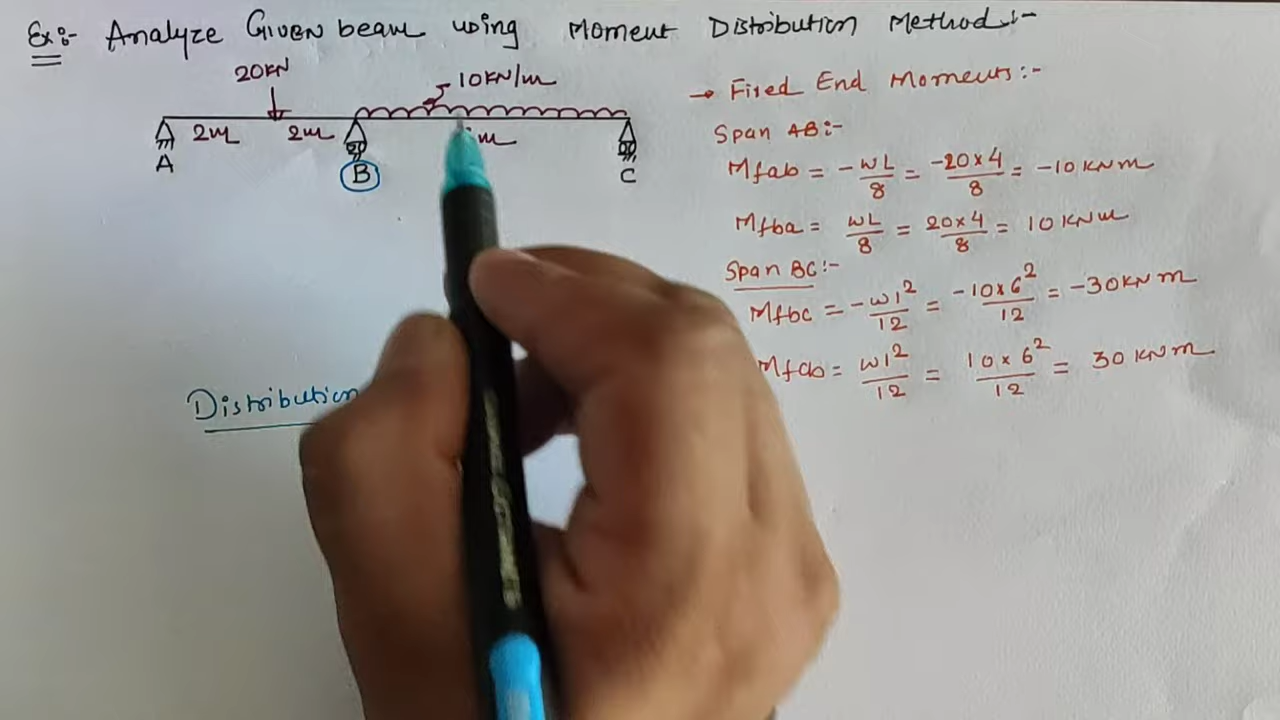 Ex:- Analyze Given beam using Moment Distribution Method:-
20KN
10KN/m
2m 2m m
A B C
Distribution
→ Fixed End Moments:-
Span AB:-
Mfab = -WL/8 = -20×4/8 = -10 KNm
Mfba = WL/8 = 20×4/8 = 10 KNm
Span BC:-
Mfbc = -wl²/12 = -10×6²/12 = -30 KNm
Mfcb = wl²/12 = 10×6²/12 = 30 KNm